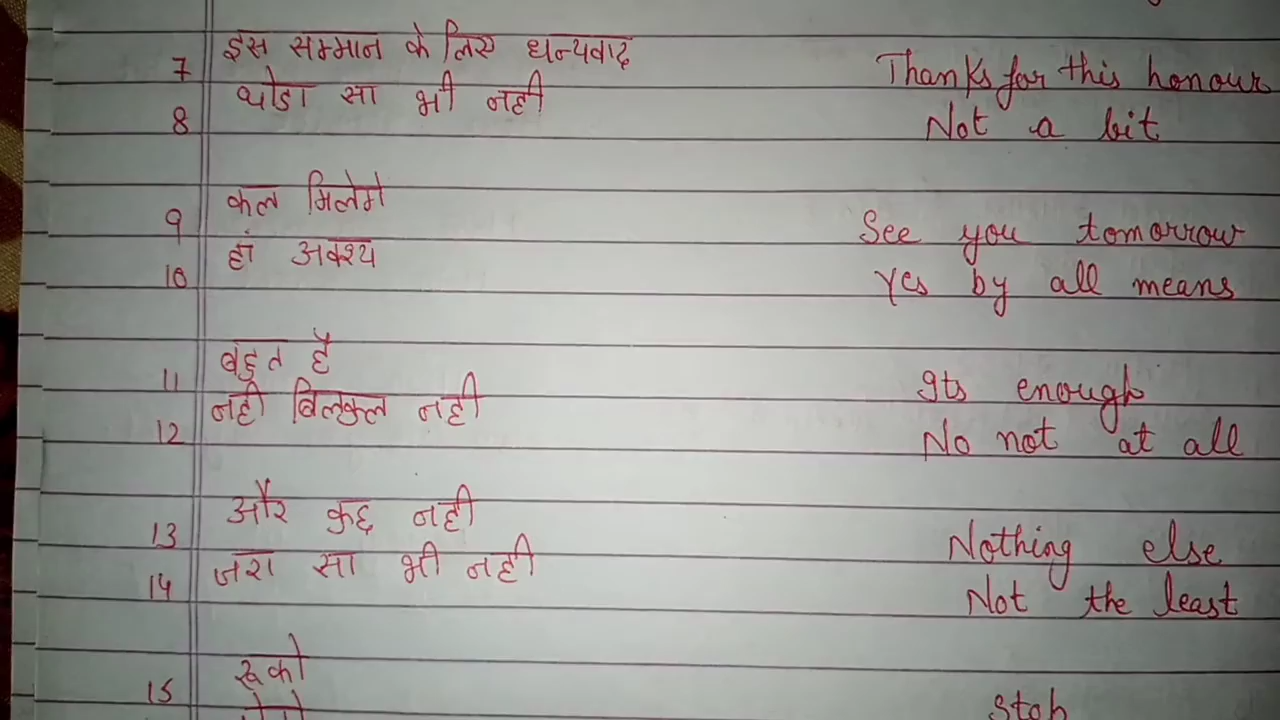 7 इस सम्मान के लिए धन्यवाद Thanks for this honour
8 थोडा सा भी नही Not a bit
9 कल मिलेगे See you tomorrow
10 हां अवश्य Yes by all means
11 बहुत है Its enough
12 नही बिलकुल नही No not at all
13 और कुछ नही Nothing else
14 जरा सा भी नही Not the least
15 रूको Stop